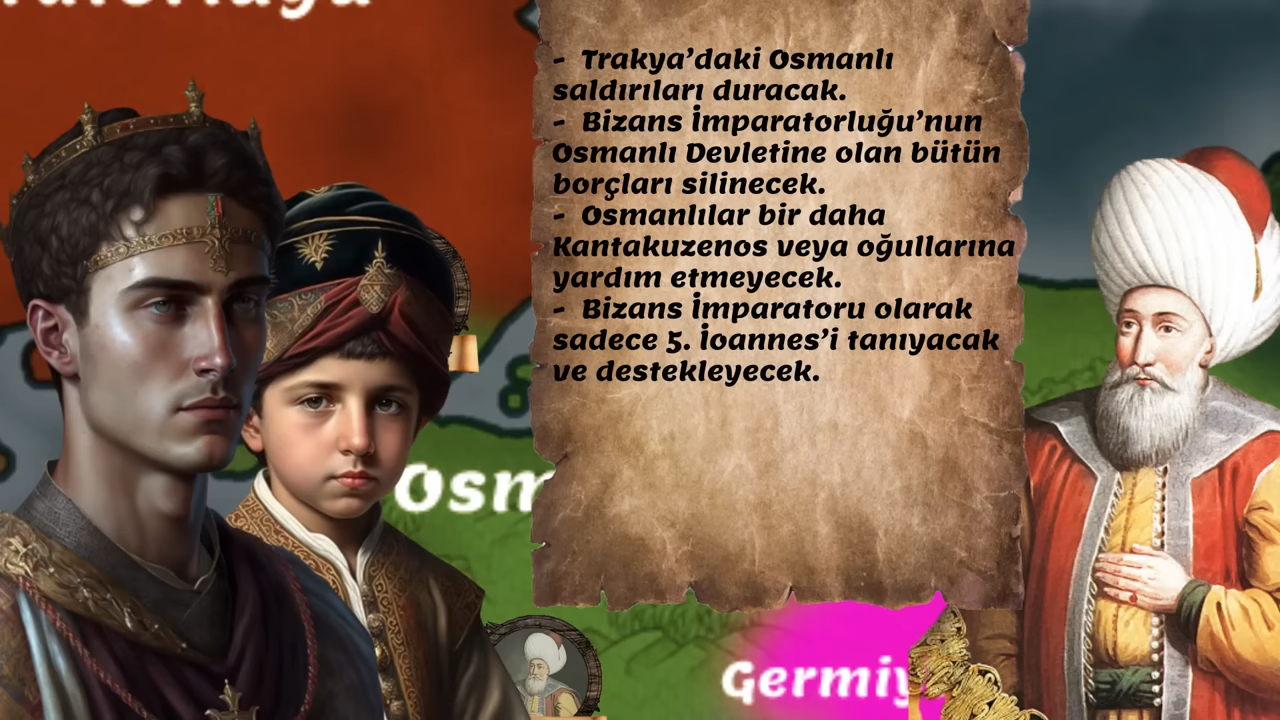 - Trakya’daki Osmanlı
saldırıları duracak.
- Bizans İmparatorluğu’nun
Osmanlı Devletine olan bütün
borçları silinecek.
- Osmanlılar bir daha
Kantakuzenos veya oğullarına
yardım etmeyecek.
- Bizans İmparatoru olarak
sadece 5. İoannes’i tanıyacak
ve destekleyecek.
Osm
Germiy